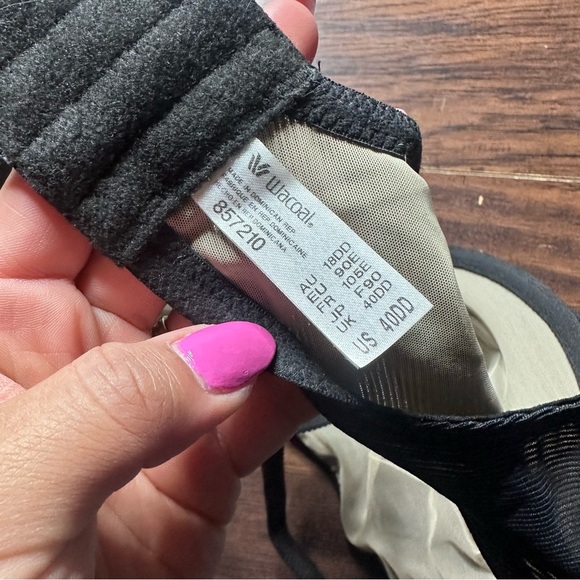 wacoal®
MADE IN DOMINICAN REP.
FABRIQUE EN REP. DOMINICAINE
HECHO EN REP. DOMINICANA
857210
AU 18DD
EU 90E
FR 105E
JP F90
UK 40DD
US 40DD